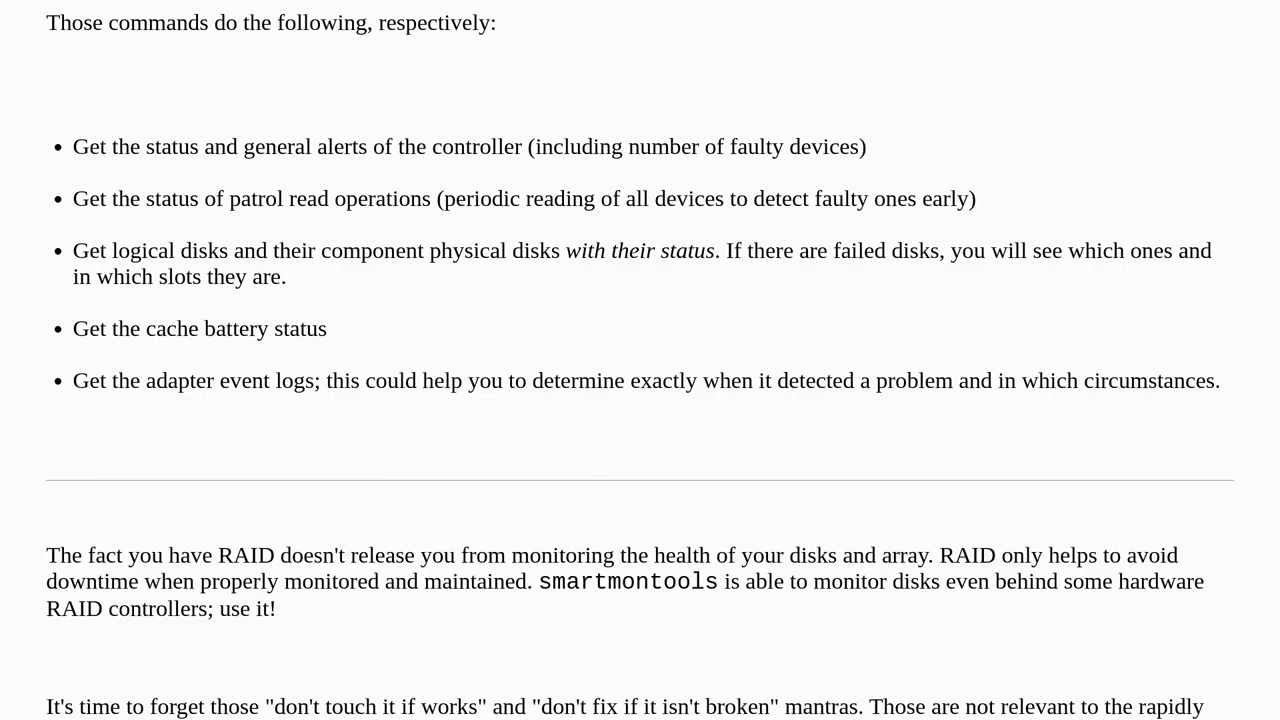 Those commands do the following, respectively:
• Get the status and general alerts of the controller (including number of faulty devices)
• Get the status of patrol read operations (periodic reading of all devices to detect faulty ones early)
• Get logical disks and their component physical disks with their status. If there are failed disks, you will see which ones and
in which slots they are.
• Get the cache battery status
• Get the adapter event logs; this could help you to determine exactly when it detected a problem and in which circumstances.
The fact you have RAID doesn't release you from monitoring the health of your disks and array. RAID only helps to avoid
downtime when properly monitored and maintained. smartmontools is able to monitor disks even behind some hardware
RAID controllers; use it!
It's time to forget those "don't touch it if works" and "don't fix if it isn't broken" mantras. Those are not relevant to the rapidly